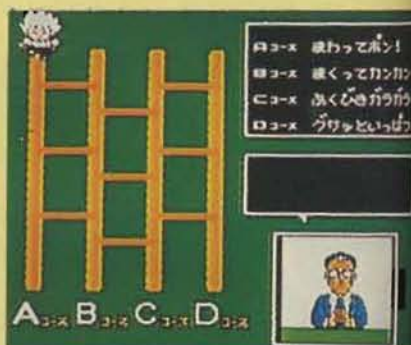 Aコース まわってポン!
Bコース まくってカンカン
Cコース ふくびきガラガラ
Dコース グサッといっぱつ
Aコース Bコース Cコース Dコース